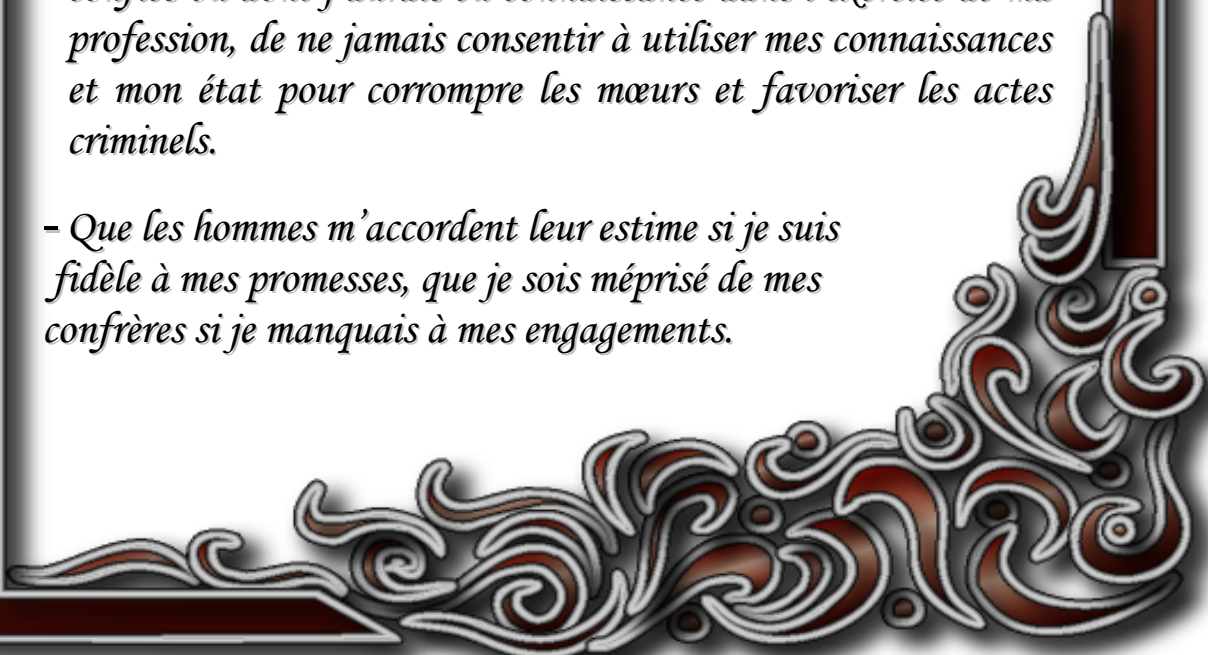 profession, de ne jamais consentir à utiliser mes connaissances
et mon état pour corrompre les mœurs et favoriser les actes
criminels.
- Que les hommes m’accordent leur estime si je suis
fidèle à mes promesses, que je sois méprisé de mes
confrères si je manquais à mes engagements.